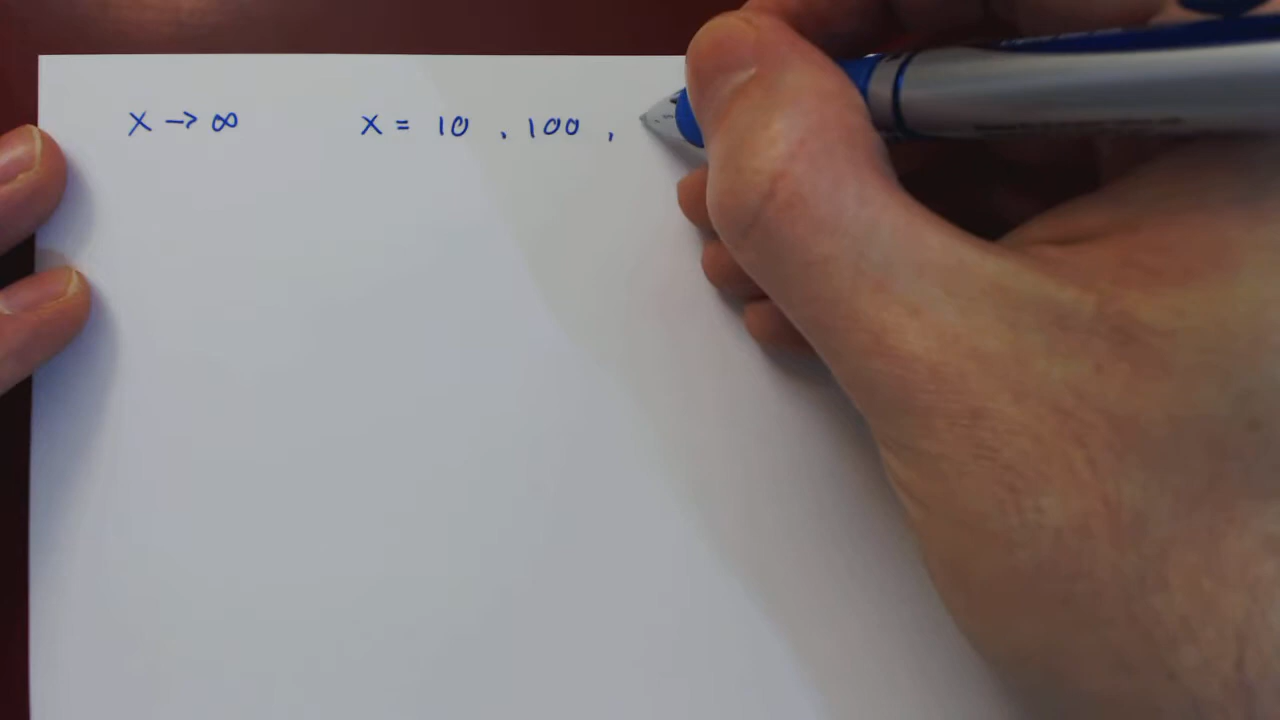 x → ∞ x = 10 , 100 ,